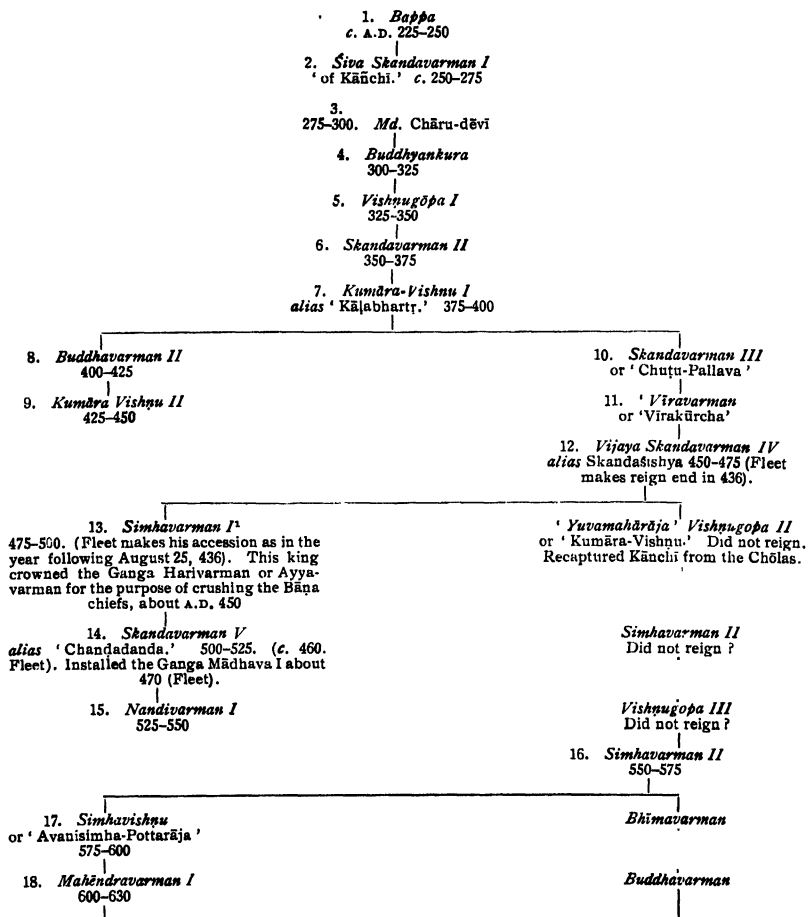 1. Bappa
c. A.D. 225–250
2. Śiva Skandavarman I
' of Kāñchī.' c. 250–275
3.
275–300. Md. Chāru-dēvī
4. Buddhyankura
300–325
5. Vishṇugōpa I
325–350
6. Skandavarman II
350–375
7. Kumāra-Vishnu I
alias ' Kāḷabhartṛ.' 375–400
8. Buddhavarman II
400–425
9. Kumāra Vishṇu II
425–450
10. Skandavarman III
or ' Chuṭu-Pallava '
11. ' Vīravarman
or 'Vīrakūrcha'
12. Vijaya Skandavarman IV
alias Skandaśishya 450–475 (Fleet
makes reign end in 436).
13. Simhavarman I¹
475–500. (Fleet makes his accession as in the
year following August 25, 436). This king
crowned the Ganga Harivarman or Ayya-
varman for the purpose of crushing the Bāṇa
chiefs, about A.D. 450
' Yuvamahārāja ' Vishṇugopa II
or ' Kumāra-Vishṇu.' Did not reign.
Recaptured Kānchī from the Chōlas.
14. Skandavarman V
alias ' Chaṇḍadanda.' 500–525. (c. 460.
Fleet). Installed the Ganga Mādhava I about
470 (Fleet).
Simhavarman II
Did not reign ?
15. Nandivarman I
525–550
Vishṇugopa III
Did not reign ?
16. Simhavarman II
550–575
17. Simhavishṇu
or ' Avanisimha-Pottarāja '
575–600
Bhīmavarman
18. Mahēndravarman I
600–630
Buddhavarman